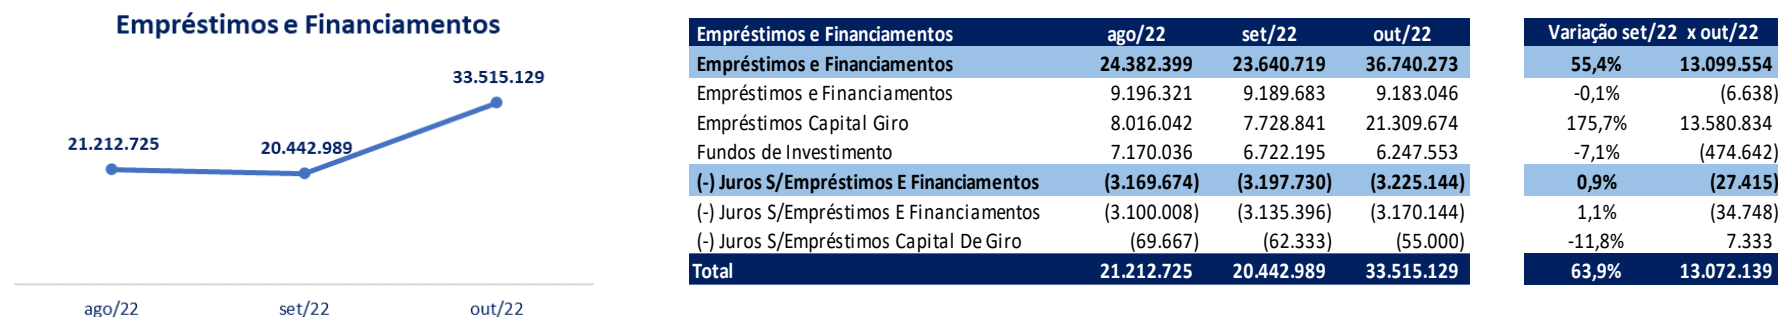 Empréstimos e Financiamentos
33.515.129
21.212.725
20.442.989
ago/22 set/22 out/22
Empréstimos e Financiamentos ago/22 set/22 out/22 Variação set/22 x out/22
Empréstimos e Financiamentos 24.382.399 23.640.719 36.740.273 55,4% 13.099.554
Empréstimos e Financiamentos 9.196.321 9.189.683 9.183.046 -0,1% (6.638)
Empréstimos Capital Giro 8.016.042 7.728.841 21.309.674 175,7% 13.580.834
Fundos de Investimento 7.170.036 6.722.195 6.247.553 -7,1% (474.642)
(-) Juros S/Empréstimos E Financiamentos (3.169.674) (3.197.730) (3.225.144) 0,9% (27.415)
(-) Juros S/Empréstimos E Financiamentos (3.100.008) (3.135.396) (3.170.144) 1,1% (34.748)
(-) Juros S/Empréstimos Capital De Giro (69.667) (62.333) (55.000) -11,8% 7.333
Total 21.212.725 20.442.989 33.515.129 63,9% 13.072.139